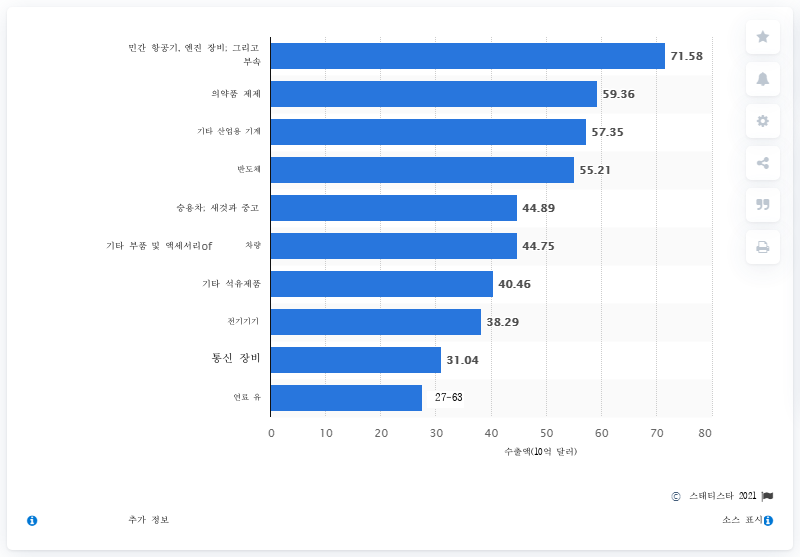 민간 항공기, 엔진 장비; 그리고
부속
71.58
의약품 제제
59.36
기타 산업용 기계
57.35
반도체
55.21
승용차; 새것과 중고
44.89
기타 부품 및 액세서리of 차량
44.75
기타 석유제품
40.46
전기기기
38.29
통신 장비
31.04
연료 유
27-63
0 10 20 30 40 50 60 70 80
수출액(10억 달러)
© 스태티스타 2021
추가 정보
소스 표시